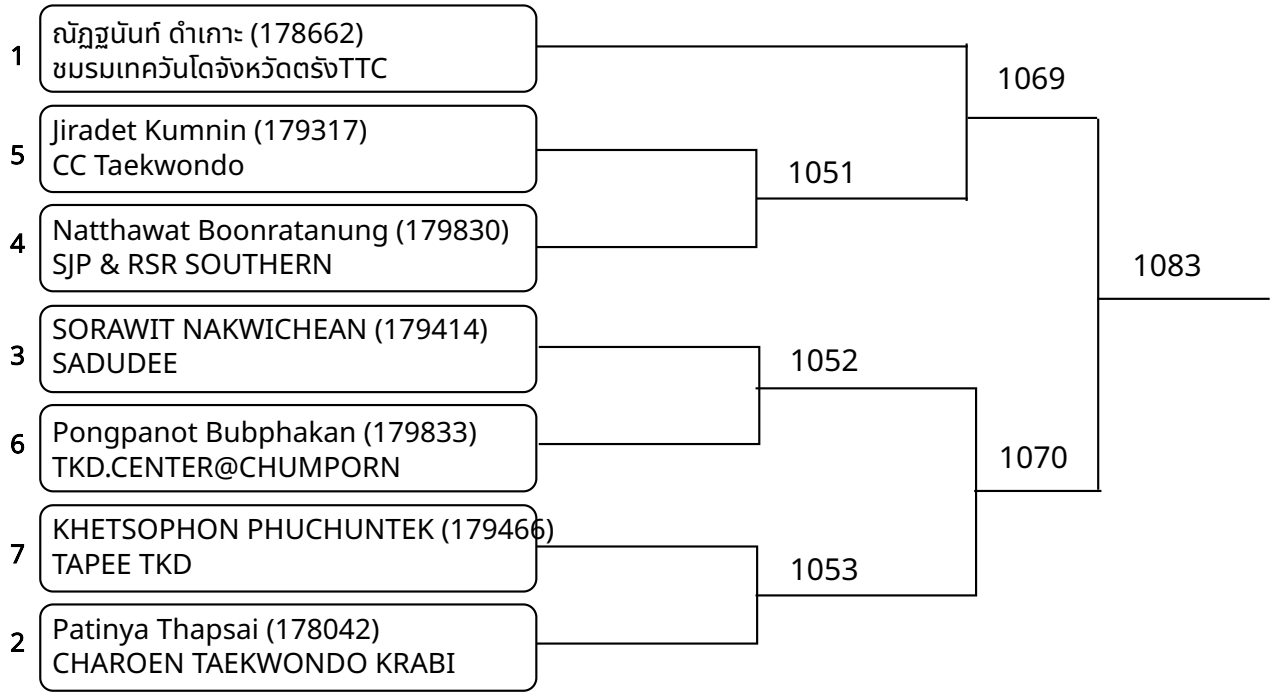 1
ณัฏฐนันท์ ดำเกาะ (178662)
ชมรมเทควันโดจังหวัดตรังTTC
1069
5
Jiradet Kumnin (179317)
CC Taekwondo
1051
4
Natthawat Boonratanung (179830)
SJP & RSR SOUTHERN
1083
3
SORAWIT NAKWICHEAN (179414)
SADUDEE
1052
6
Pongpanot Bubphakan (179833)
TKD.CENTER@CHUMPORN
1070
7
KHETSOPHON PHUCHUNTEK (179466)
TAPEE TKD
1053
2
Patinya Thapsai (178042)
CHAROEN TAEKWONDO KRABI